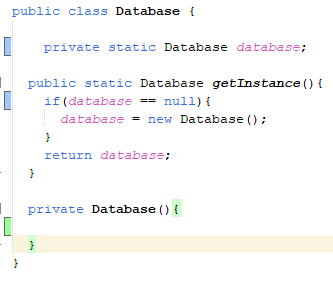 public class Database {
private static Database database;
public static Database getInstance(){
if(database == null){
database = new Database();
}
return database;
}
private Database(){
}
}